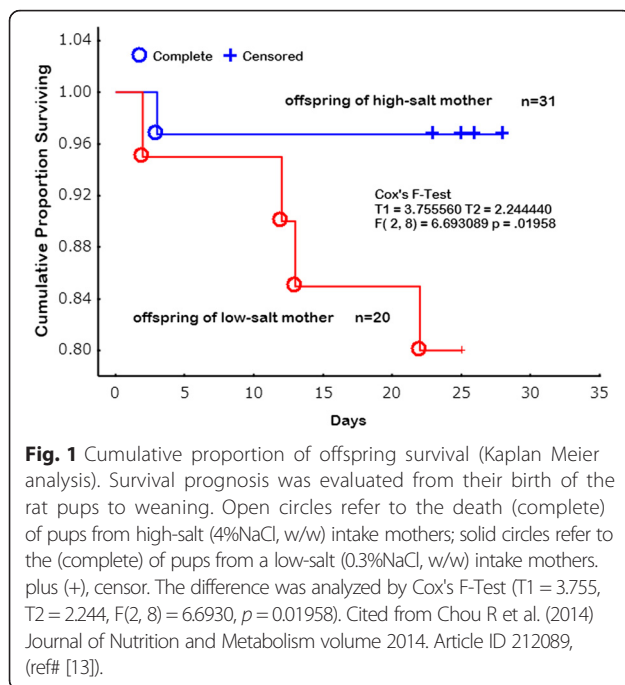 1.04
Complete + Censored
1.00
offspring of high-salt mother n=31
0.96
Cox's F-Test
T1 = 3.755560 T2 = 2.244440
F( 2, 8) = 6.693089 p = .01958
0.92
0.88
0.84
offspring of low-salt mother n=20
0.80
Cumulative Proportion Surviving
0 5 10 15 20 25 30 35
Days
Fig. 1 Cumulative proportion of offspring survival (Kaplan Meier
analysis). Survival prognosis was evaluated from their birth of the
rat pups to weaning. Open circles refer to the death (complete)
of pups from high-salt (4%NaCl, w/w) intake mothers; solid circles refer to
the (complete) of pups from a low-salt (0.3%NaCl, w/w) intake mothers.
plus (+), censor. The difference was analyzed by Cox's F-Test (T1 = 3.755,
T2 = 2.244, F(2, 8) = 6.6930, p = 0.01958). Cited from Chou R et al. (2014)
Journal of Nutrition and Metabolism volume 2014. Article ID 212089,
(ref# [13]).